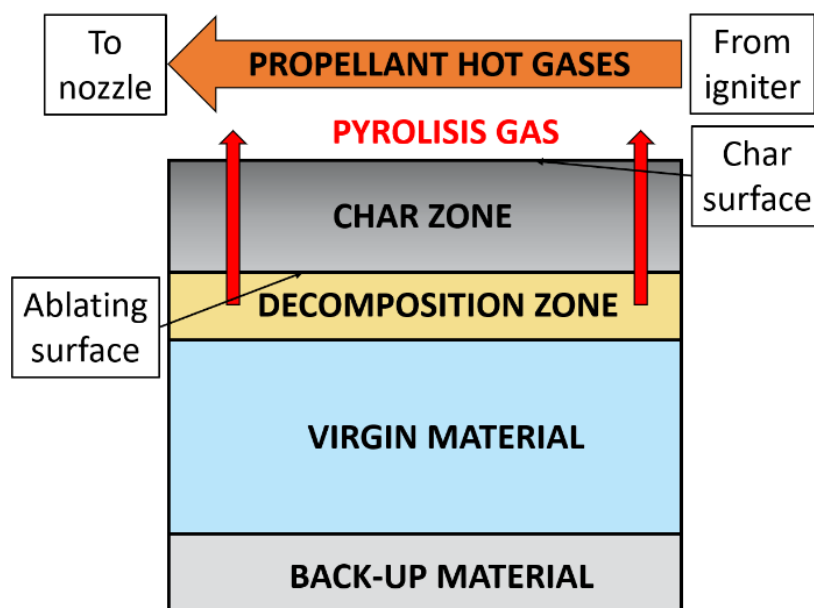 To
nozzle
PROPELLANT HOT GASES
From
igniter
PYROLISIS GAS
Char
surface
CHAR ZONE
Ablating
surface
DECOMPOSITION ZONE
VIRGIN MATERIAL
BACK-UP MATERIAL